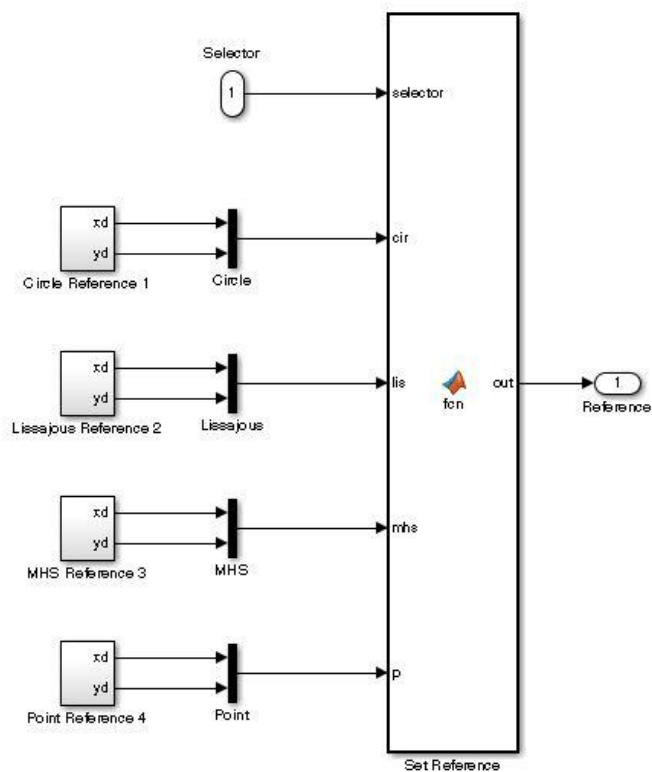 Selector
1
selector
xd
yd
Circle Reference 1
Circle
cir
xd
yd
Lissajous Reference 2
Lissajous
lis
fcn
out
1
Reference
xd
yd
MHS Reference 3
MHS
mhs
xd
yd
Point Reference 4
Point
p
Set Reference